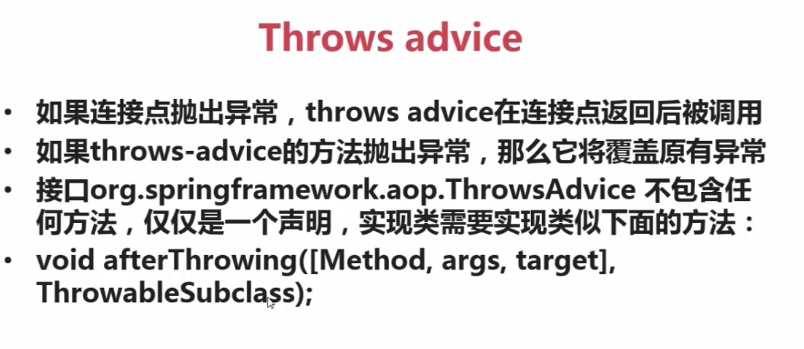 Throws advice
• 如果连接点抛出异常，throws advice在连接点返回后被调用
• 如果throws-advice的方法抛出异常，那么它将覆盖原有异常
• 接口org.springframework.aop.ThrowsAdvice 不包含任
何方法，仅仅是一个声明，实现类需要实现类似下面的方法：
• void afterThrowing([Method, args, target],
ThrowableSubclass);